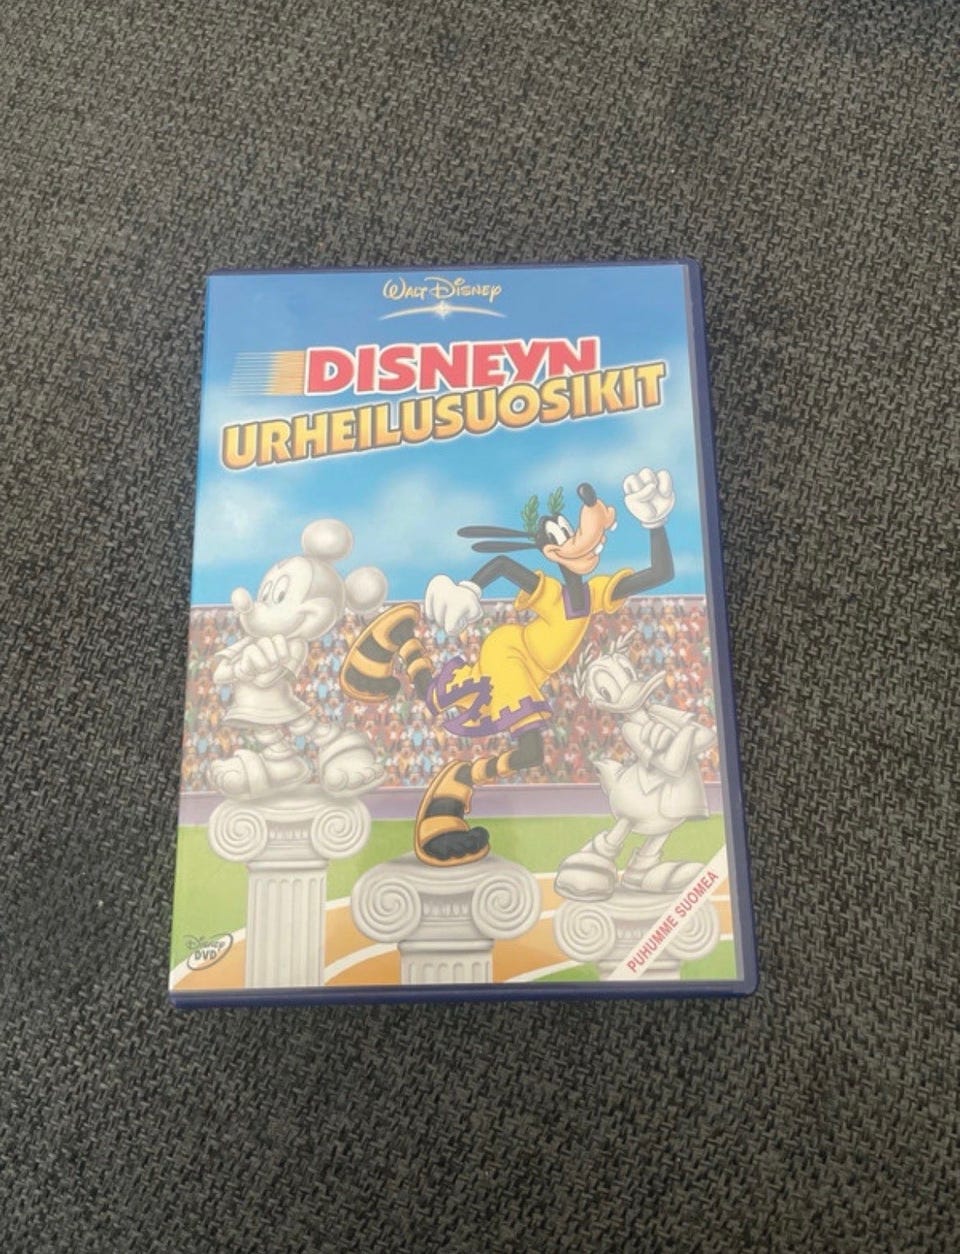 WALT DISNEY
DISNEYN
URHEILUSUOSIKIT
PUHUMME SUOMEA
Disney
DVD